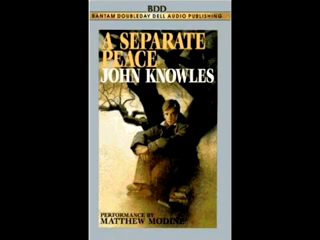 BDD
BANTAM DOUBLEDAY DELL AUDIO PUBLISHING
A SEPARATE
PEACE
JOHN KNOWLES
PERFORMANCE BY
MATTHEW MODINE